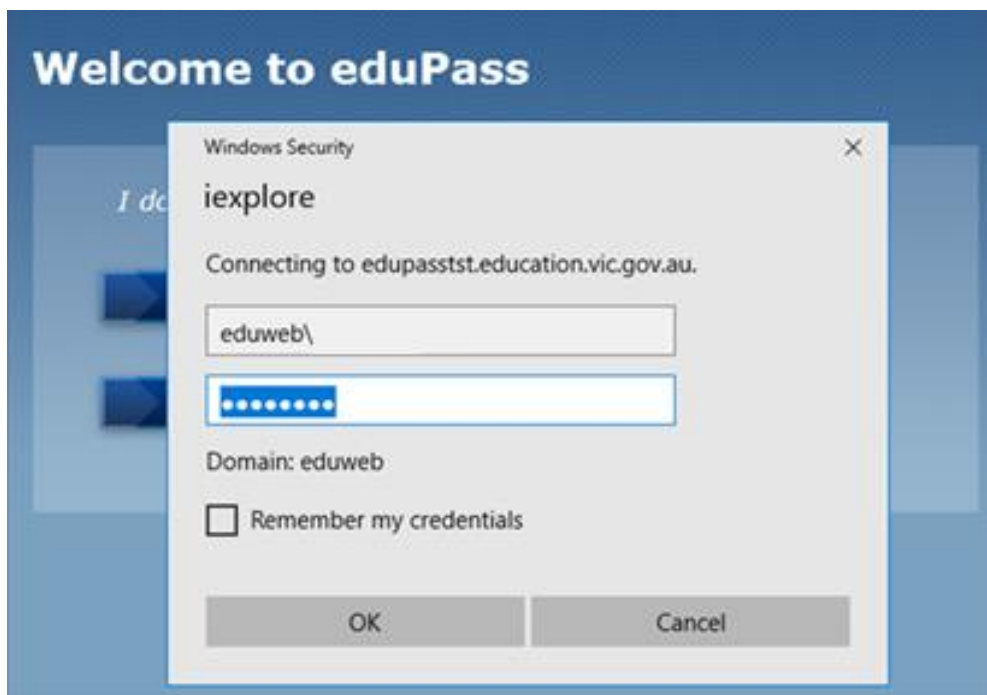 Welcome to eduPass
Windows Security
I do
iexplore
Connecting to edupasstst.education.vic.gov.au.
eduweb\
••••••••
Domain: eduweb
Remember my credentials
OK
Cancel